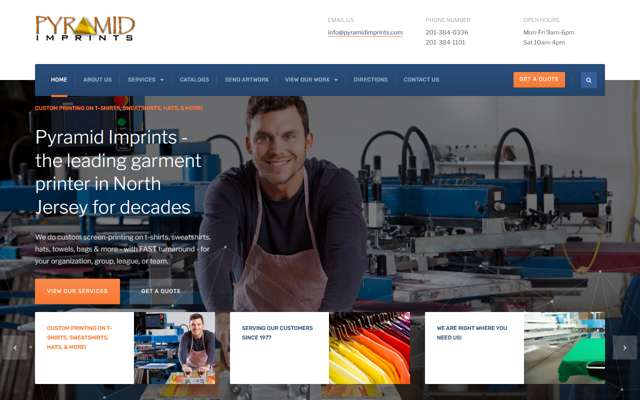 PYRAMID
IMPRINTS
EMAIL US
info@pyramidimprints.com
PHONE NUMBER
201-384-0336
201-384-1101
OPEN HOURS
Mon-Fri 9am-6pm
Sat 10am-4pm
HOME
ABOUT US
SERVICES
CATALOGS
SEND ARTWORK
VIEW OUR WORK
DIRECTIONS
CONTACT US
GET A QUOTE
CUSTOM PRINTING ON T-SHIRTS, SWEATSHIRTS, HATS, & MORE!
Pyramid Imprints -
the leading garment
printer in North
Jersey for decades
We do custom screen-printing on t-shirts, sweatshirts,
hats, towels, bags & more - with FAST turnaround - for
your organization, group, league, or team.
VIEW OUR SERVICES
GET A QUOTE
CUSTOM PRINTING ON T-
SHIRTS, SWEATSHIRTS,
HATS, & MORE!
SERVING OUR CUSTOMERS
SINCE 1977
WE ARE RIGHT WHERE YOU
NEED US!